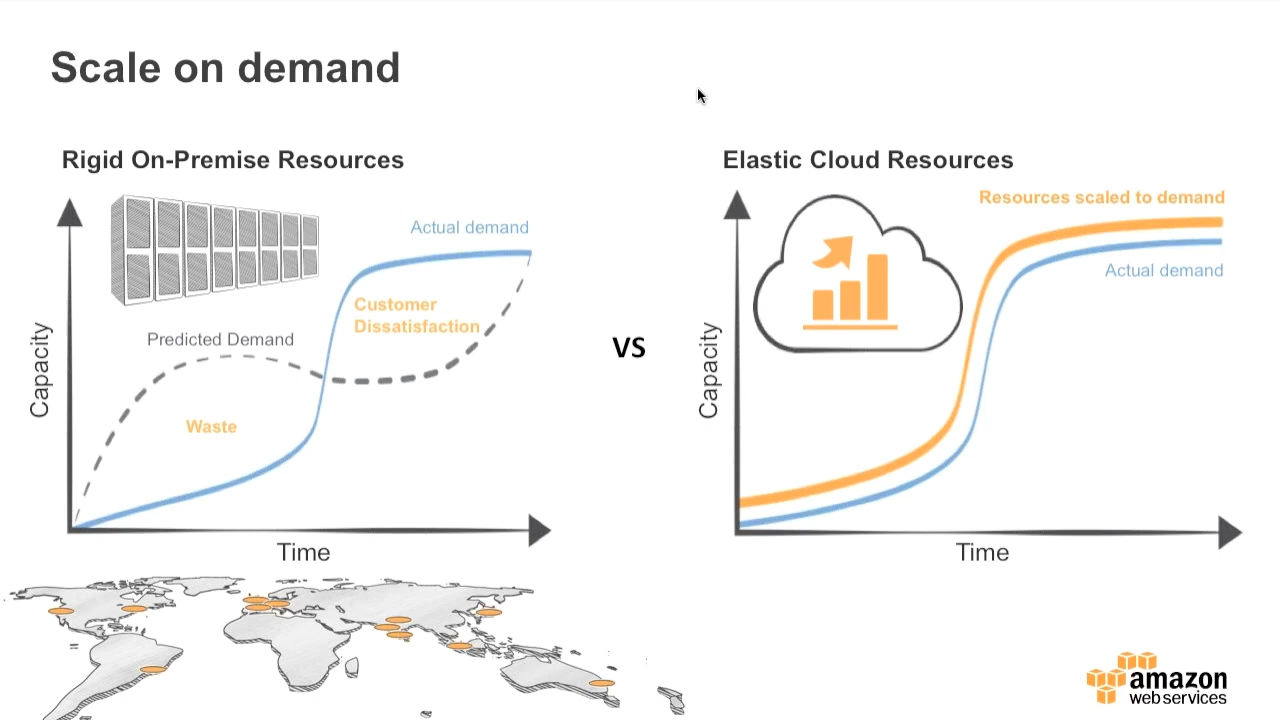 Scale on demand
Rigid On-Premise Resources
Actual demand
Customer
Dissatisfaction
Predicted Demand
Waste
Capacity
Time
VS
Elastic Cloud Resources
Resources scaled to demand
Actual demand
Capacity
Time
amazon
web services